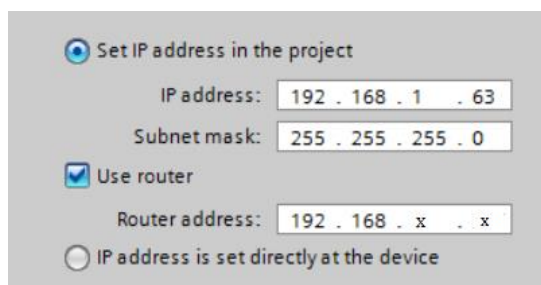 Set IP address in the project
IP address: 192 . 168 . 1 . 63
Subnet mask: 255 . 255 . 255 . 0
Use router
Router address: 192 . 168 . x . x
IP address is set directly at the device